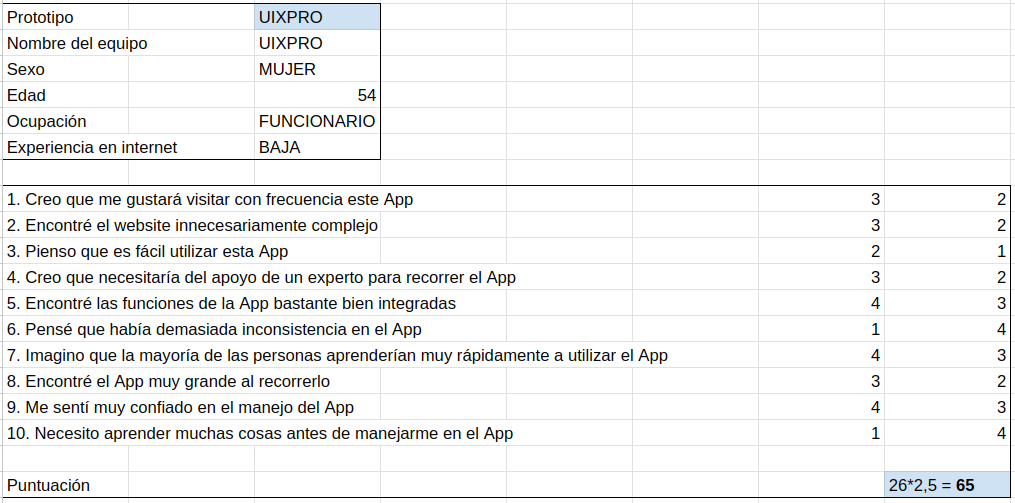 Prototipo UIXPRO
Nombre del equipo UIXPRO
Sexo MUJER
Edad 54
Ocupación FUNCIONARIO
Experiencia en internet BAJA
1. Creo que me gustará visitar con frecuencia este App 3 2
2. Encontré el website innecesariamente complejo 3 2
3. Pienso que es fácil utilizar esta App 2 1
4. Creo que necesitaría del apoyo de un experto para recorrer el App 3 2
5. Encontré las funciones de la App bastante bien integradas 4 3
6. Pensé que había demasiada inconsistencia en el App 1 4
7. Imagino que la mayoría de las personas aprenderían muy rápidamente a utilizar el App 4 3
8. Encontré el App muy grande al recorrerlo 3 2
9. Me sentí muy confiado en el manejo del App 4 3
10. Necesito aprender muchas cosas antes de manejarme en el App 1 4
Puntuación 26*2,5 = 65